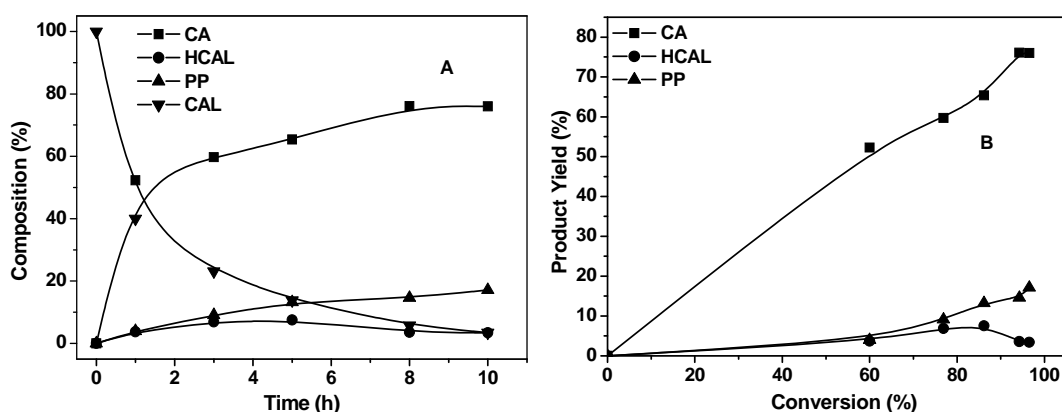 100
80
60
40
20
0
Composition (%)
CA
HCAL
PP
CAL
A
0 2 4 6 8 10
Time (h)
80
70
60
50
40
30
20
10
0
Product Yield (%)
CA
HCAL
PP
B
0 20 40 60 80 100
Conversion (%)